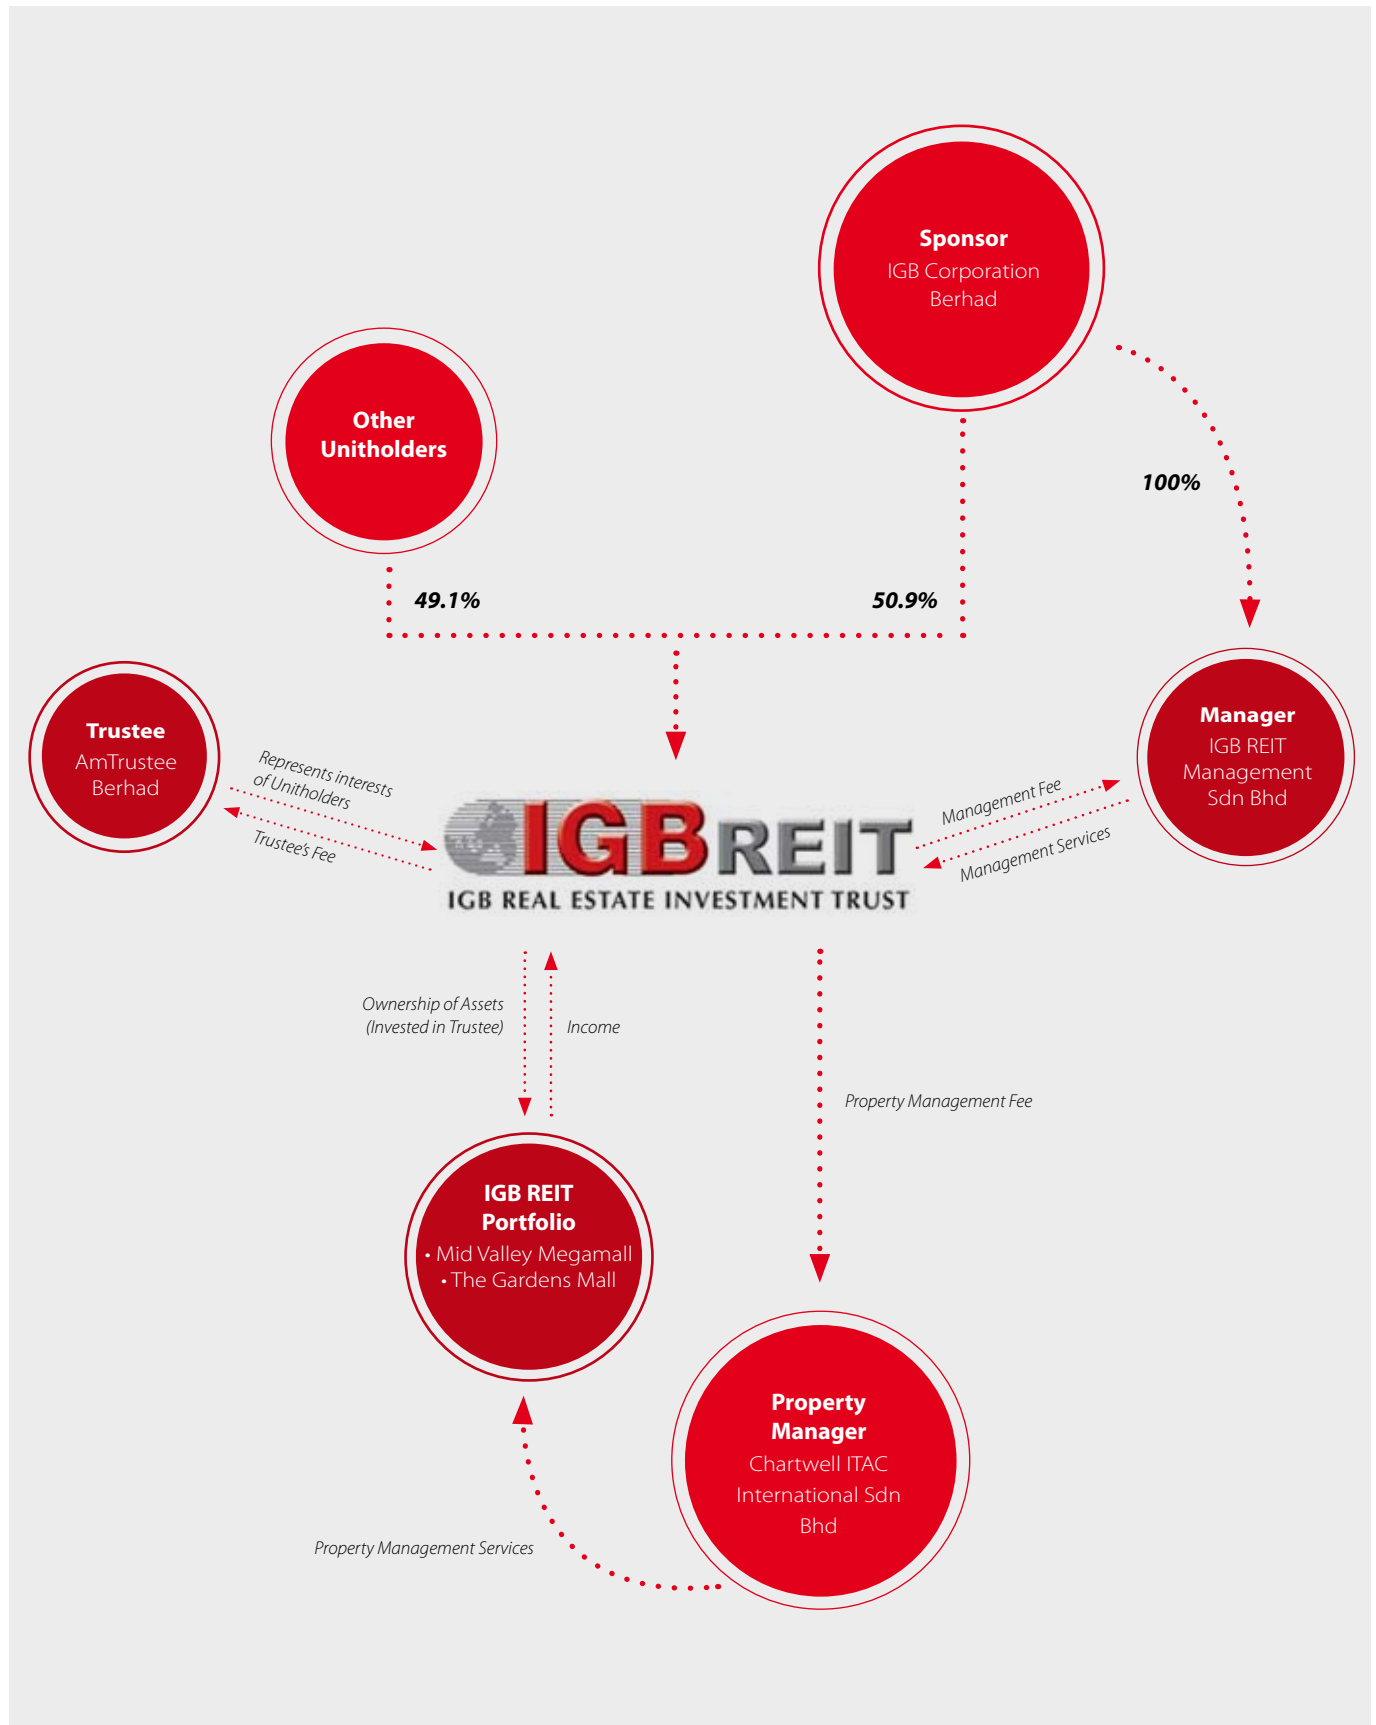 Sponsor
IGB Corporation
Berhad
Other
Unitholders
100%
49.1%
50.9%
Trustee
AmTrustee
Berhad
Represents interests
of Unitholders
Trustee's Fee
IGB REIT
IGB REAL ESTATE INVESTMENT TRUST
Management Fee
Management Services
Manager
IGB REIT
Management
Sdn Bhd
Ownership of Assets
(Invested in Trustee)
Income
Property Management Fee
IGB REIT
Portfolio
• Mid Valley Megamall
• The Gardens Mall
Property
Manager
Chartwell ITAC
International Sdn
Bhd
Property Management Services